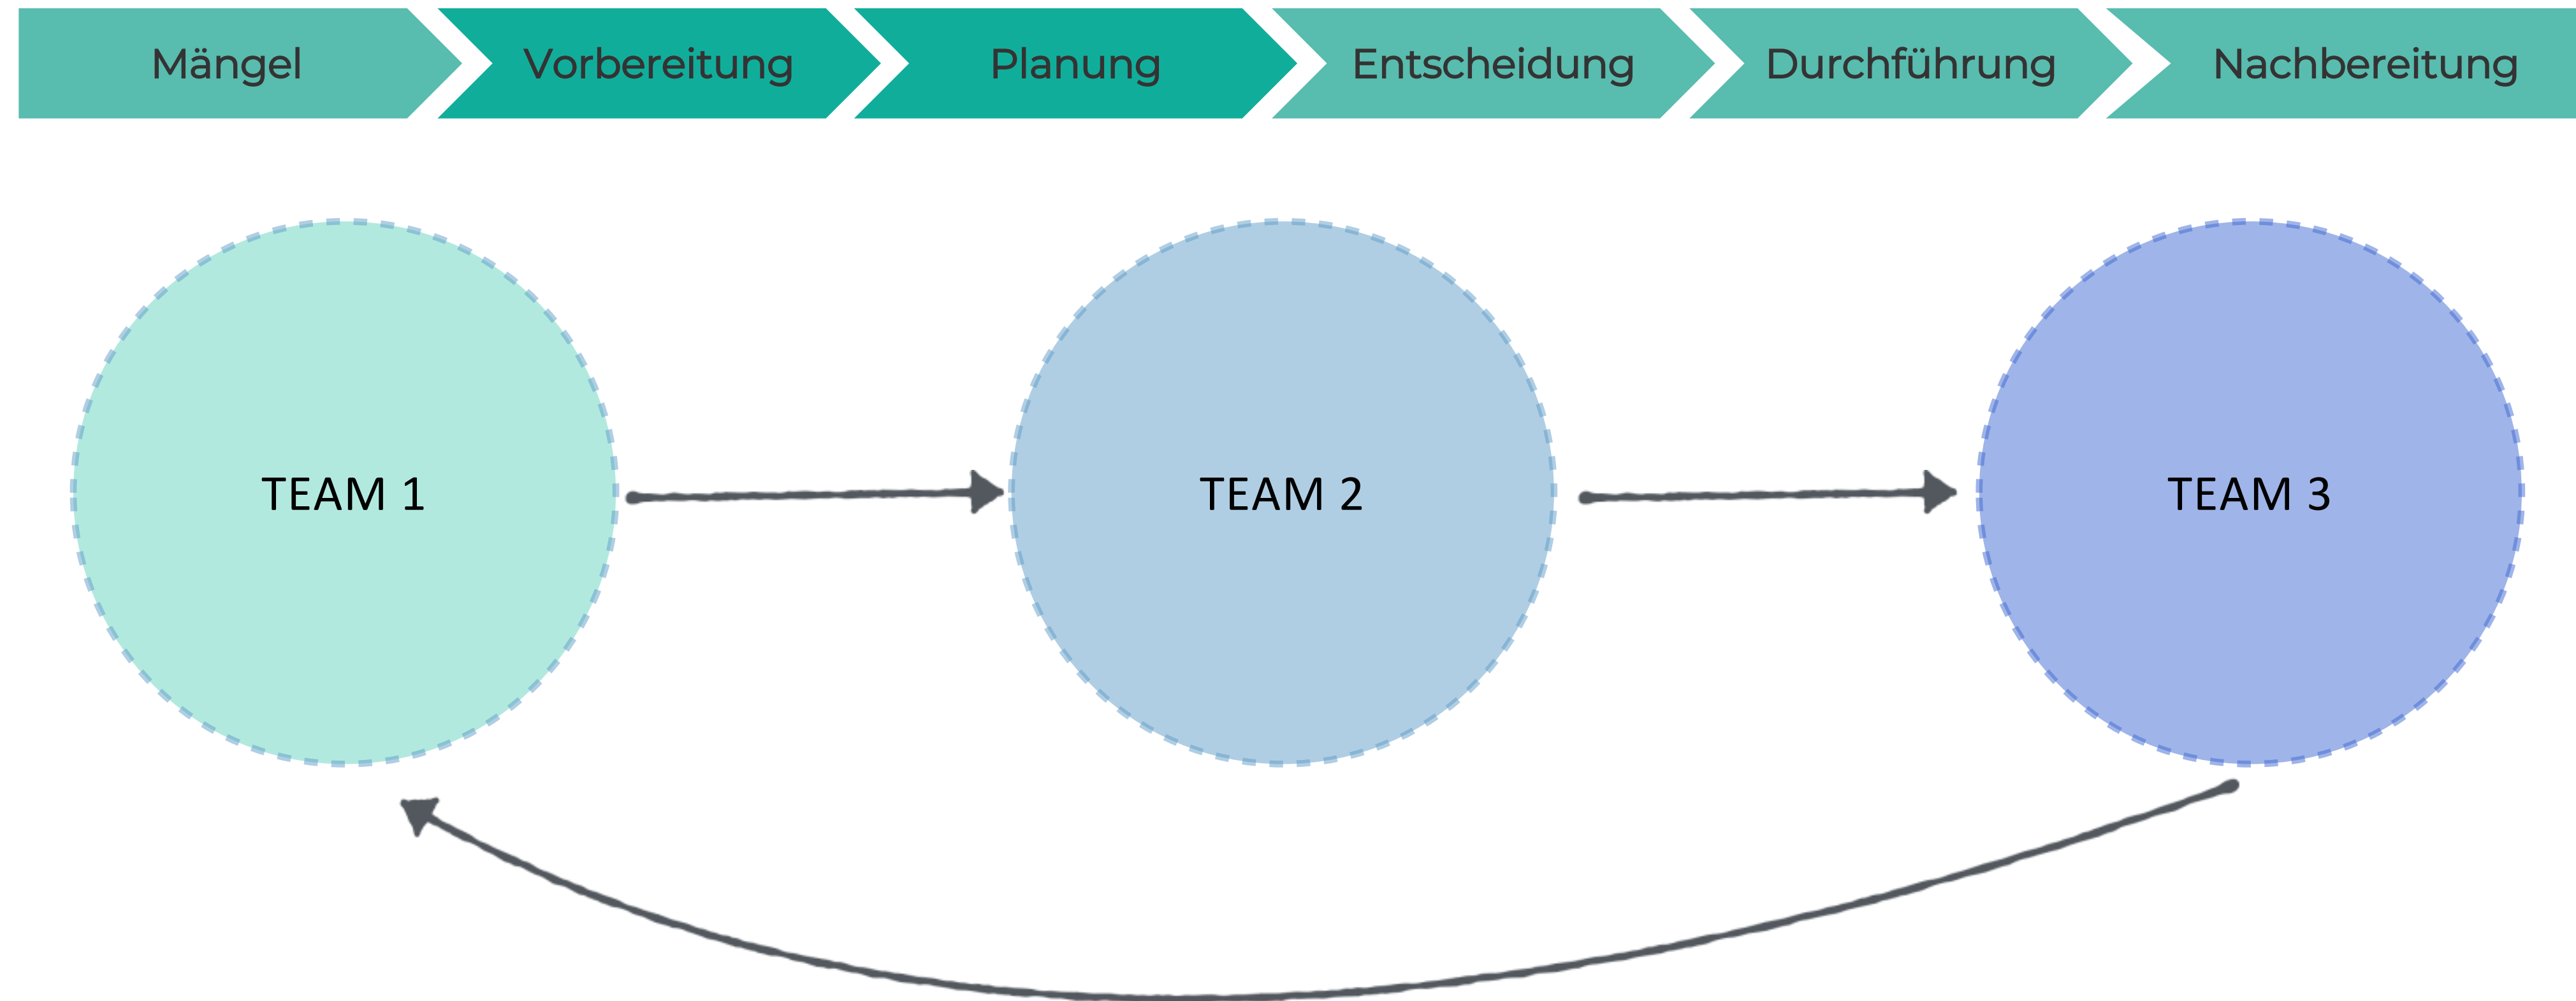 Mängel
Vorbereitung
Planung
Entscheidung
Durchführung
Nachbereitung
TEAM 1
TEAM 2
TEAM 3